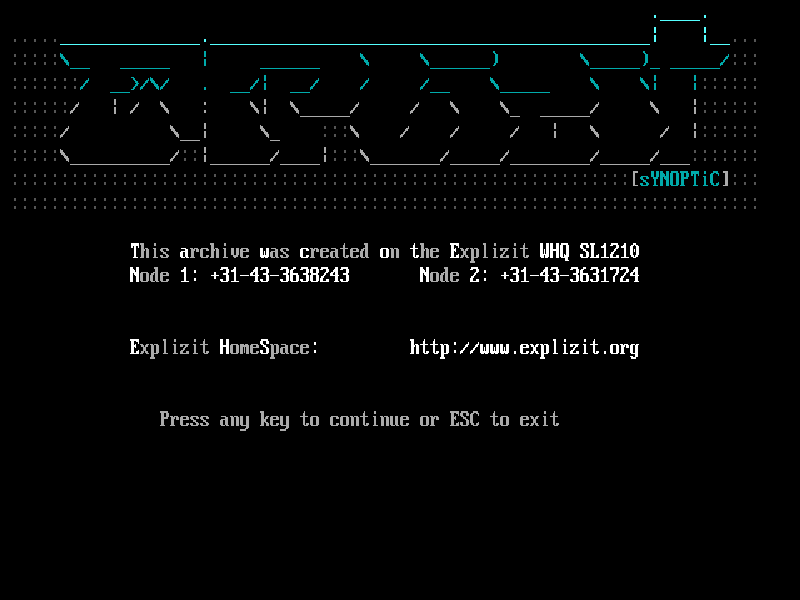 [sYNOPTiC]
This archive was created on the Explizit WHQ SL1210
Node 1: +31-43-3638243 Node 2: +31-43-3631724
Explizit HomeSpace: http://www.explizit.org
Press any key to continue or ESC to exit